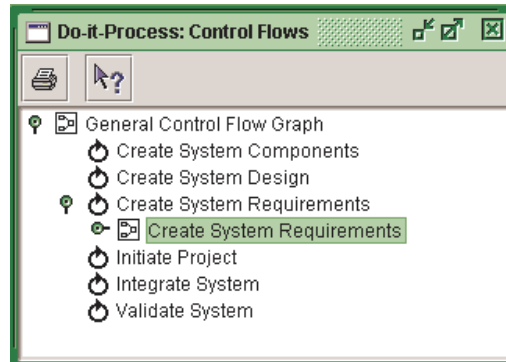 Do-it-Process: Control Flows
?
General Control Flow Graph
Create System Components
Create System Design
Create System Requirements
Create System Requirements
Initiate Project
Integrate System
Validate System